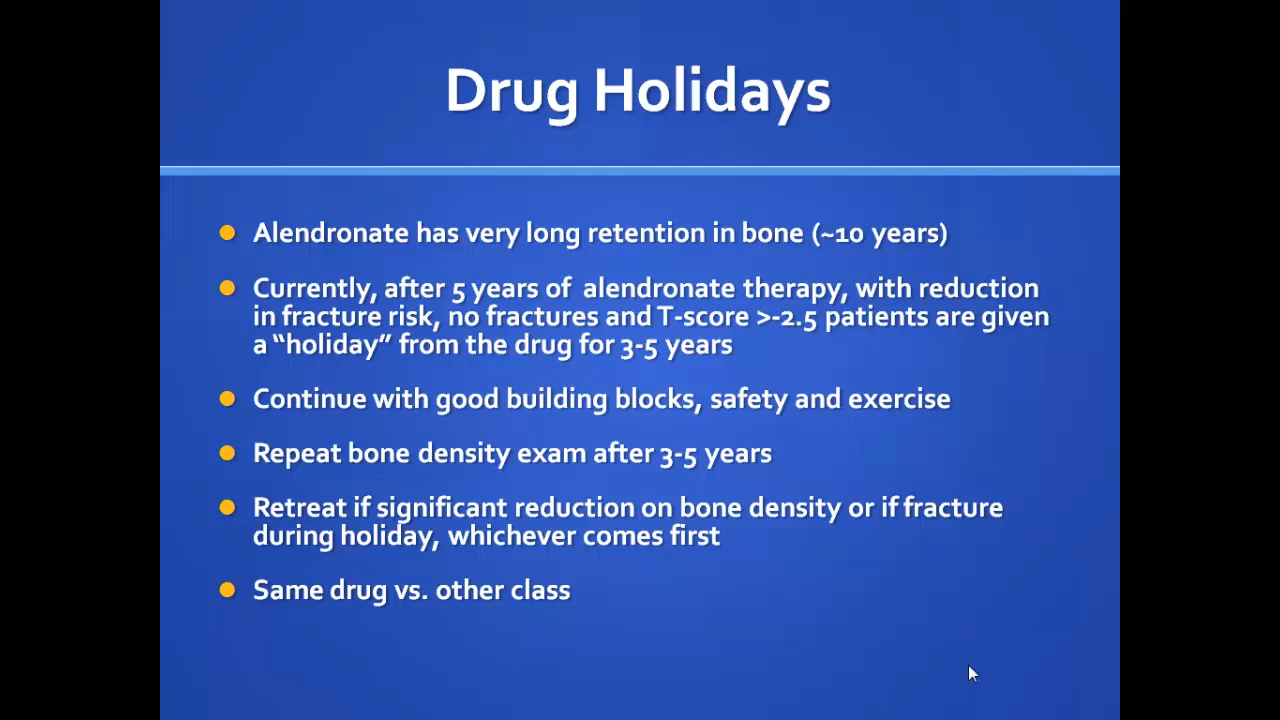 Drug Holidays
Alendronate has very long retention in bone (~10 years)
Currently, after 5 years of alendronate therapy, with reduction
in fracture risk, no fractures and T-score >-2.5 patients are given
a “holiday” from the drug for 3-5 years
Continue with good building blocks, safety and exercise
Repeat bone density exam after 3-5 years
Retreat if significant reduction on bone density or if fracture
during holiday, whichever comes first
Same drug vs. other class